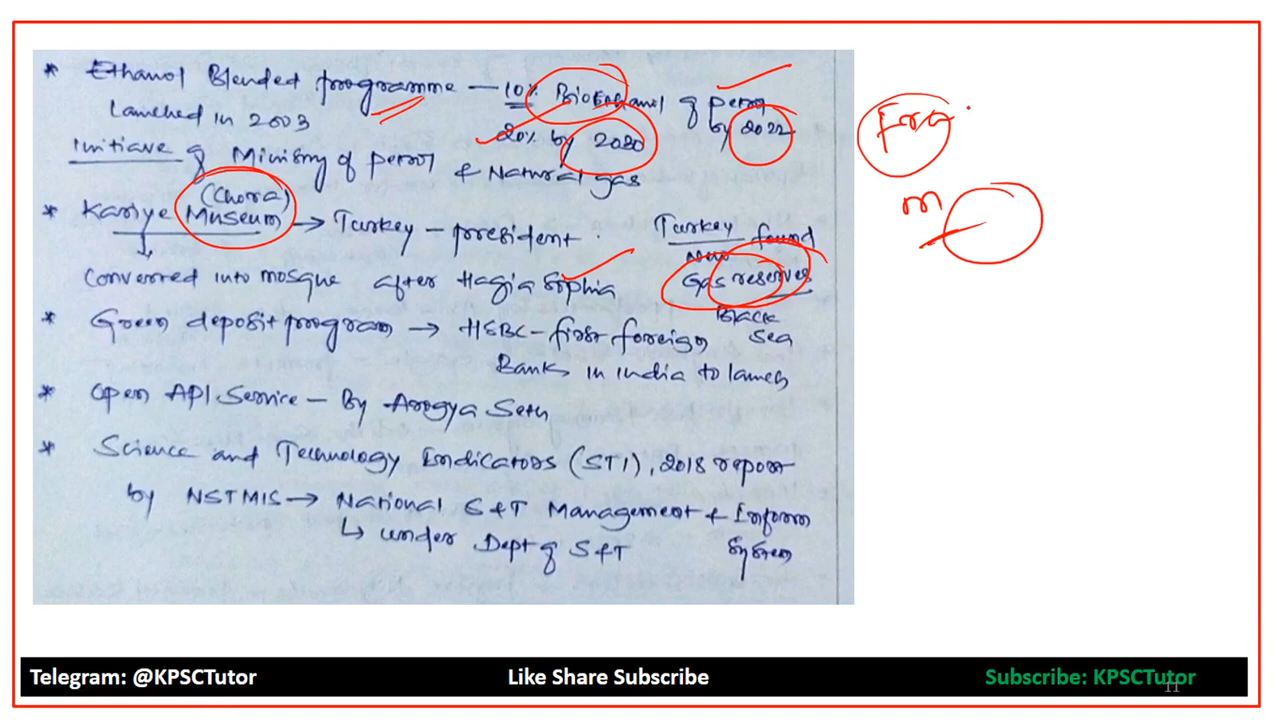 * Ethanol Blended programme — 10% Bioethanol of petrol
Launched in 2003 20% by 2030 by 2022
initiave of Ministry of petrol & Natural gas
(Chora)
* Kariye Museum → Turkey - president. Turkey found
new
Converted into mosque after Hagia Sophia Gas reserves
Black
* Green deposit program → HSBC - first foreign Sea
Bank in india to launch
* Open API Service - By Arogya Setu
* Science and Technology Indicators (STI), 2018 report
by NSTMIS → National S&T Management & Inform
↳ under Dept of S&T System
m
Telegram: @KPSCTutor Like Share Subscribe Subscribe: KPSCTutor
11